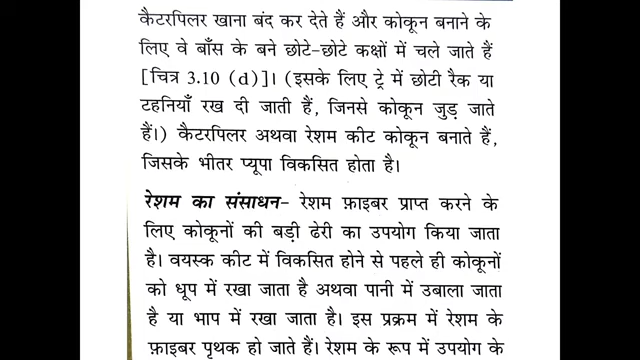 कैटरपिलर खाना बंद कर देते हैं और कोकून बनाने के
लिए वे बाँस के बने छोटे-छोटे कक्षों में चले जाते हैं
[चित्र 3.10 (d)]। (इसके लिए ट्रे में छोटी रैक या
टहनियाँ रख दी जाती हैं, जिनसे कोकून जुड़ जाते
हैं।) कैटरपिलर अथवा रेशम कीट कोकून बनाते हैं,
जिसके भीतर प्यूपा विकसित होता है।
रेशम का संसाधन– रेशम फ़ाइबर प्राप्त करने के
लिए कोकूनों की बड़ी ढेरी का उपयोग किया जाता
है। वयस्क कीट में विकसित होने से पहले ही कोकूनों
को धूप में रखा जाता है अथवा पानी में उबाला जाता
है या भाप में रखा जाता है। इस प्रक्रम में रेशम के
फ़ाइबर पृथक हो जाते हैं। रेशम के रूप में उपयोग के